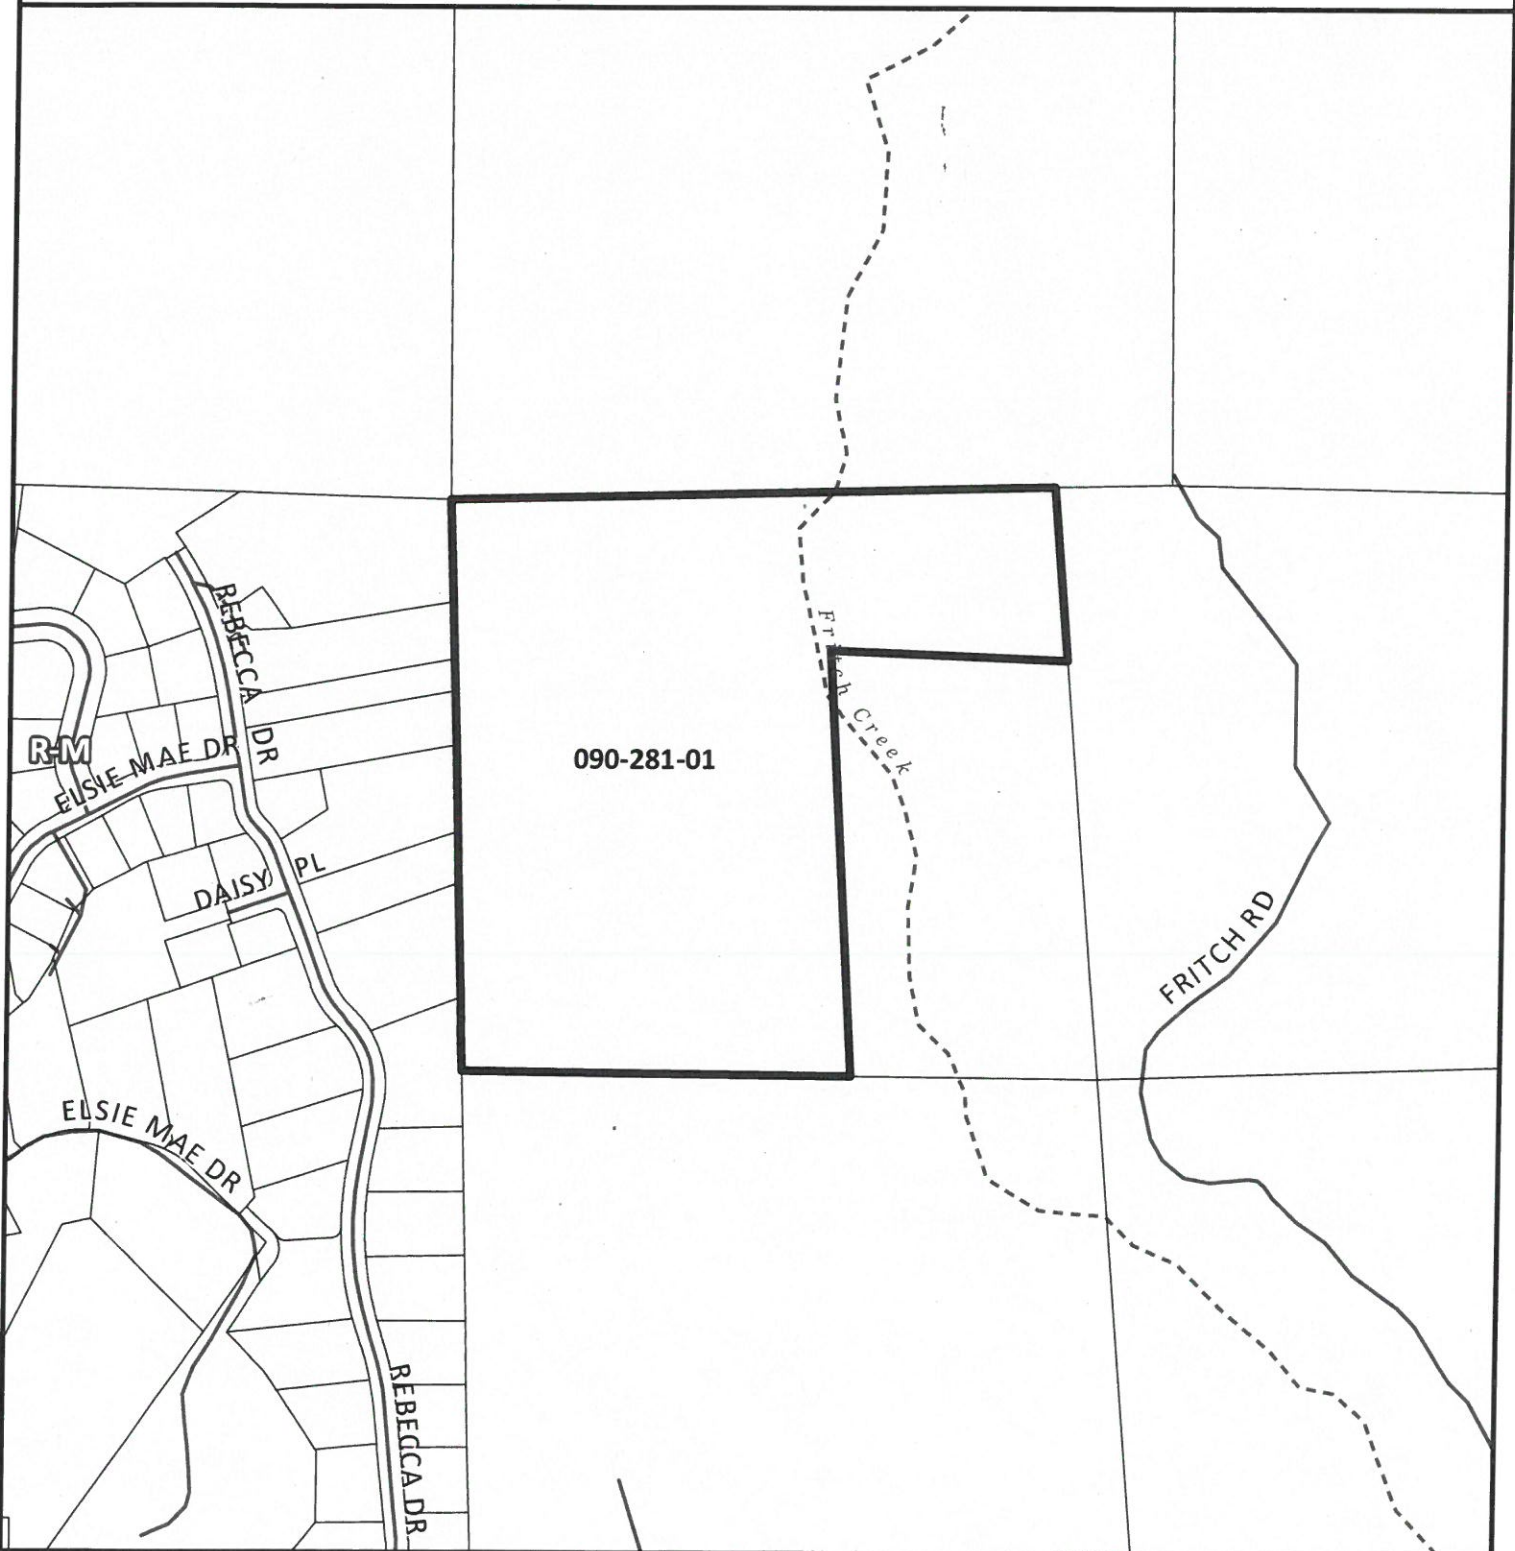 REBECCA DR
R-M
ELSIE MAE DR
Fritch Creek
090-281-01
DAISY PL
FRITCH RD
ELSIE MAE DR
REBECCA DR